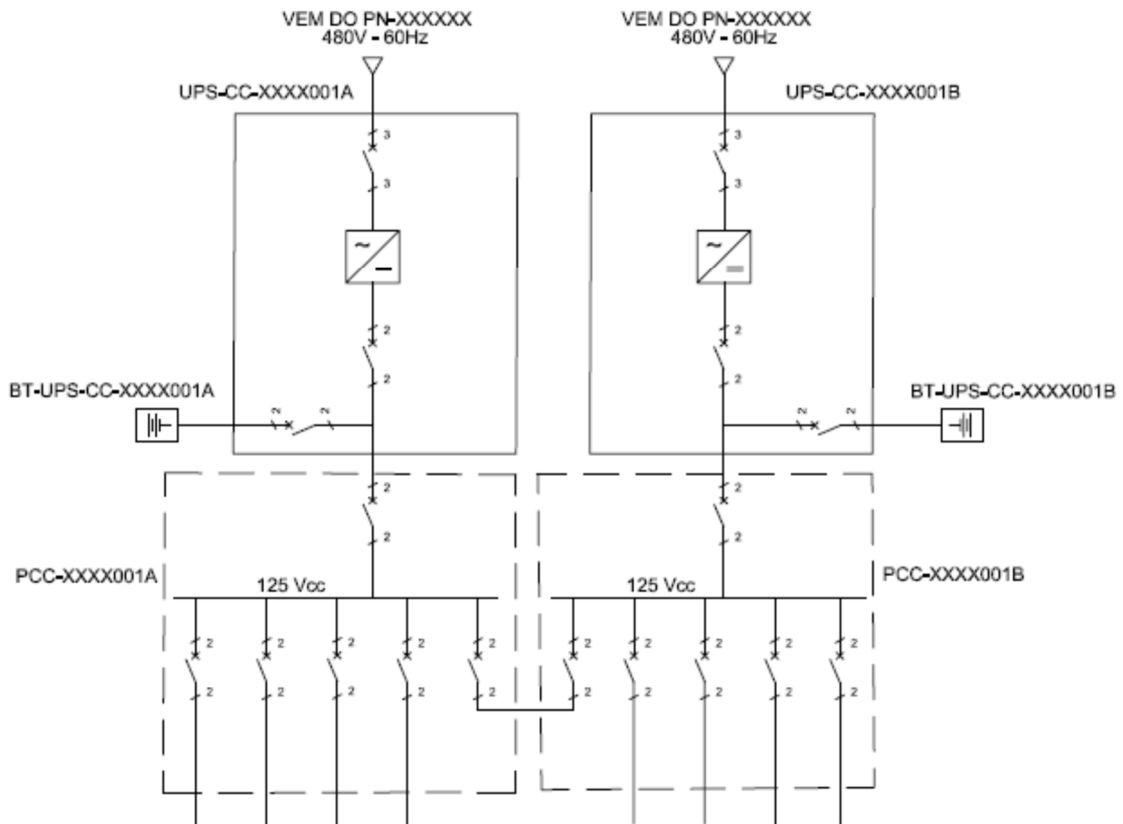 VEM DO PN-XXXXXX
480V - 60Hz
VEM DO PN-XXXXXX
480V - 60Hz
UPS-CC-XXXX001A
UPS-CC-XXXX001B
3
3
3
3
2
2
2
2
BT-UPS-CC-XXXX001A
BT-UPS-CC-XXXX001B
2 2
2 2
2
2
2
2
PCC-XXXX001A
125 Vcc
125 Vcc
PCC-XXXX001B
2 2 2 2 2 2 2 2 2 2
2 2 2 2 2 2 2 2 2 2